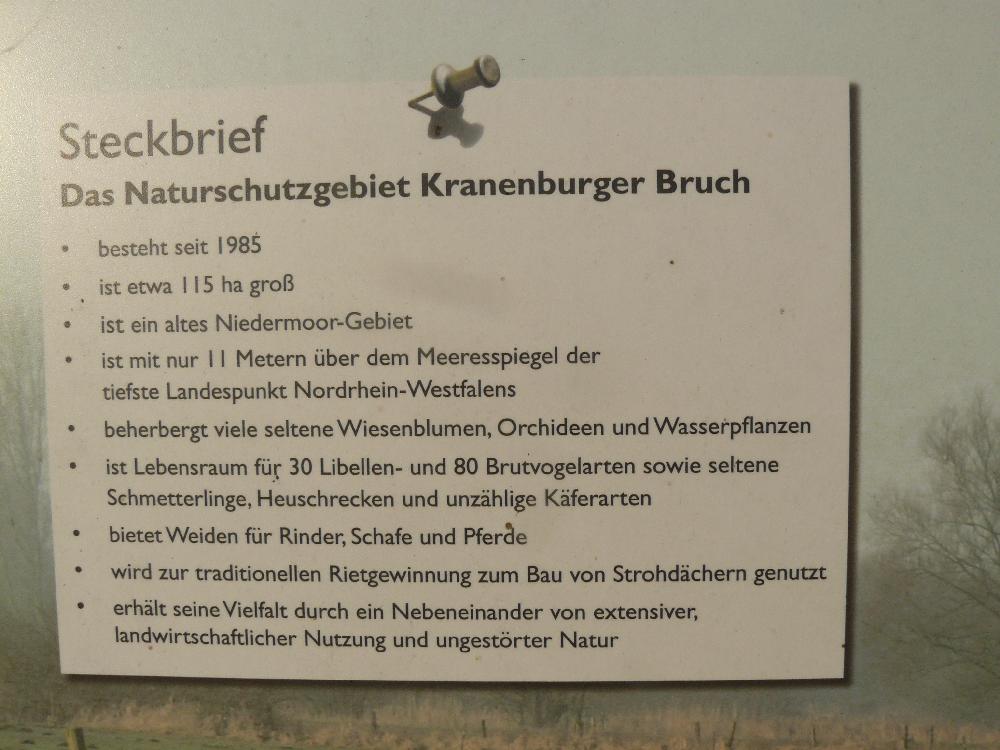 Steckbrief
Das Naturschutzgebiet Kranenburger Bruch
• besteht seit 1985
• ist etwa 115 ha groß
• ist ein altes Niedermoor-Gebiet
• ist mit nur 11 Metern über dem Meeresspiegel der
tiefste Landespunkt Nordrhein-Westfalens
• beherbergt viele seltene Wiesenblumen, Orchideen und Wasserpflanzen
• ist Lebensraum für 30 Libellen- und 80 Brutvogelarten sowie seltene
Schmetterlinge, Heuschrecken und unzählige Käferarten
• bietet Weiden für Rinder, Schafe und Pferde
• wird zur traditionellen Rietgewinnung zum Bau von Strohdächern genutzt
• erhält seine Vielfalt durch ein Nebeneinander von extensiver,
landwirtschaftlicher Nutzung und ungestörter Natur